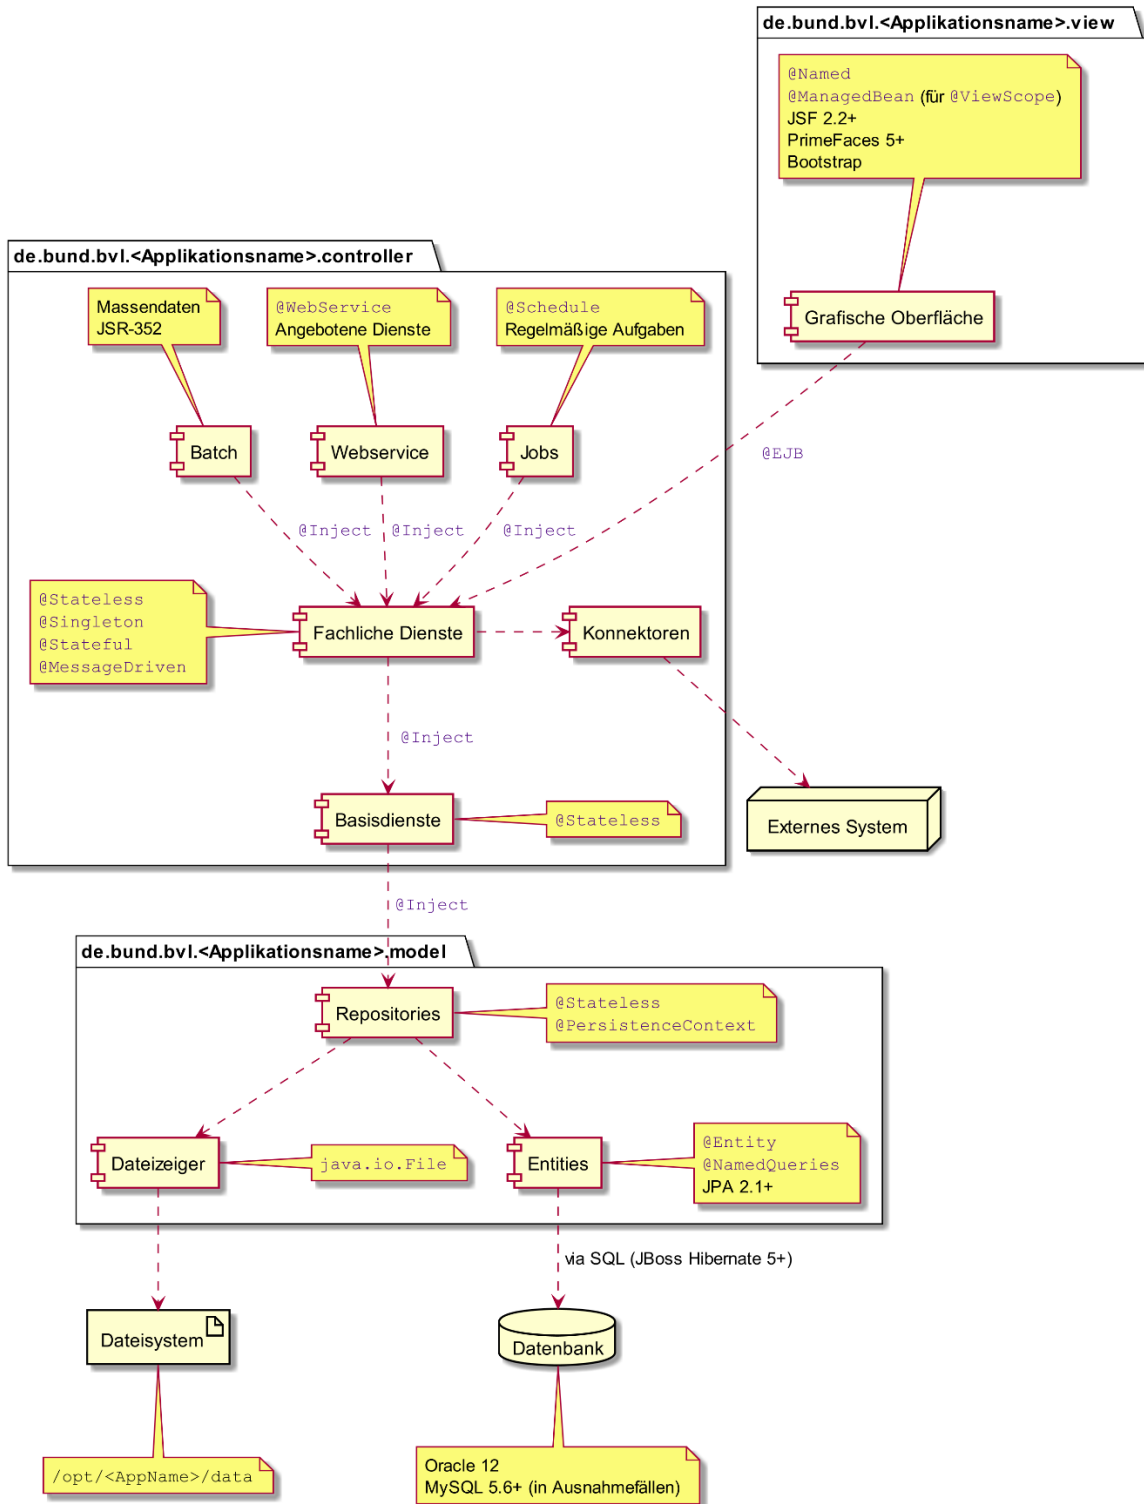 de.bund.bvl.<Applikationsname>.view
@Named
@ManagedBean (für @ViewScope)
JSF 2.2+
PrimeFaces 5+
Bootstrap
Grafische Oberfläche
de.bund.bvl.<Applikationsname>.controller
Massendaten
JSR-352
@WebService
Angebotene Dienste
@Schedule
Regelmäßige Aufgaben
Batch
Webservice
Jobs
@EJB
@Inject
@Inject
@Inject
@Stateless
@Singleton
@Stateful
@MessageDriven
Fachliche Dienste
Konnektoren
@Inject
Basisdienste
@Stateless
Externes System
@Inject
de.bund.bvl.<Applikationsname>.model
Repositories
@Stateless
@PersistenceContext
Dateizeiger
java.io.File
Entities
@Entity
@NamedQueries
JPA 2.1+
via SQL (JBoss Hibernate 5+)
Dateisystem
Datenbank
/opt/<AppName>/data
Oracle 12
MySQL 5.6+ (in Ausnahmefällen)